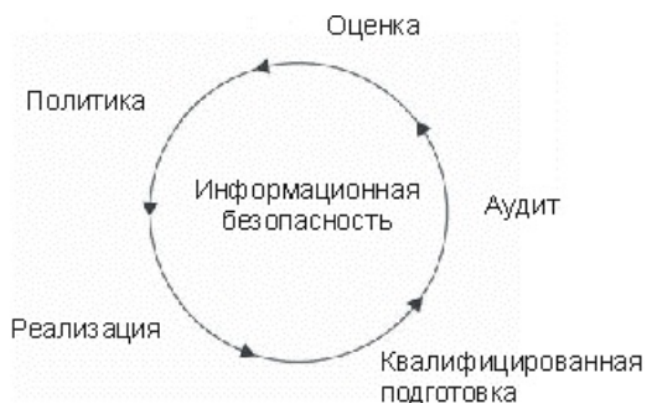 Оценка
Политика
Информационная
безопасность
Аудит
Реализация
Квалифицированная
подготовка